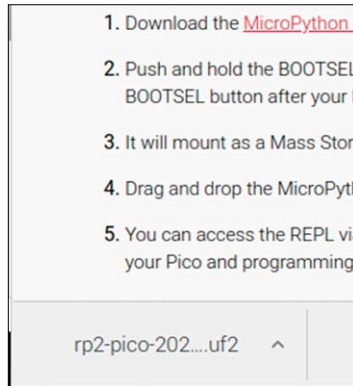 1. Download the MicroPython
2. Push and hold the BOOTSEL
BOOTSEL button after your
3. It will mount as a Mass Stor
4. Drag and drop the MicroPyt
5. You can access the REPL via
your Pico and programming
rp2-pico-202....uf2